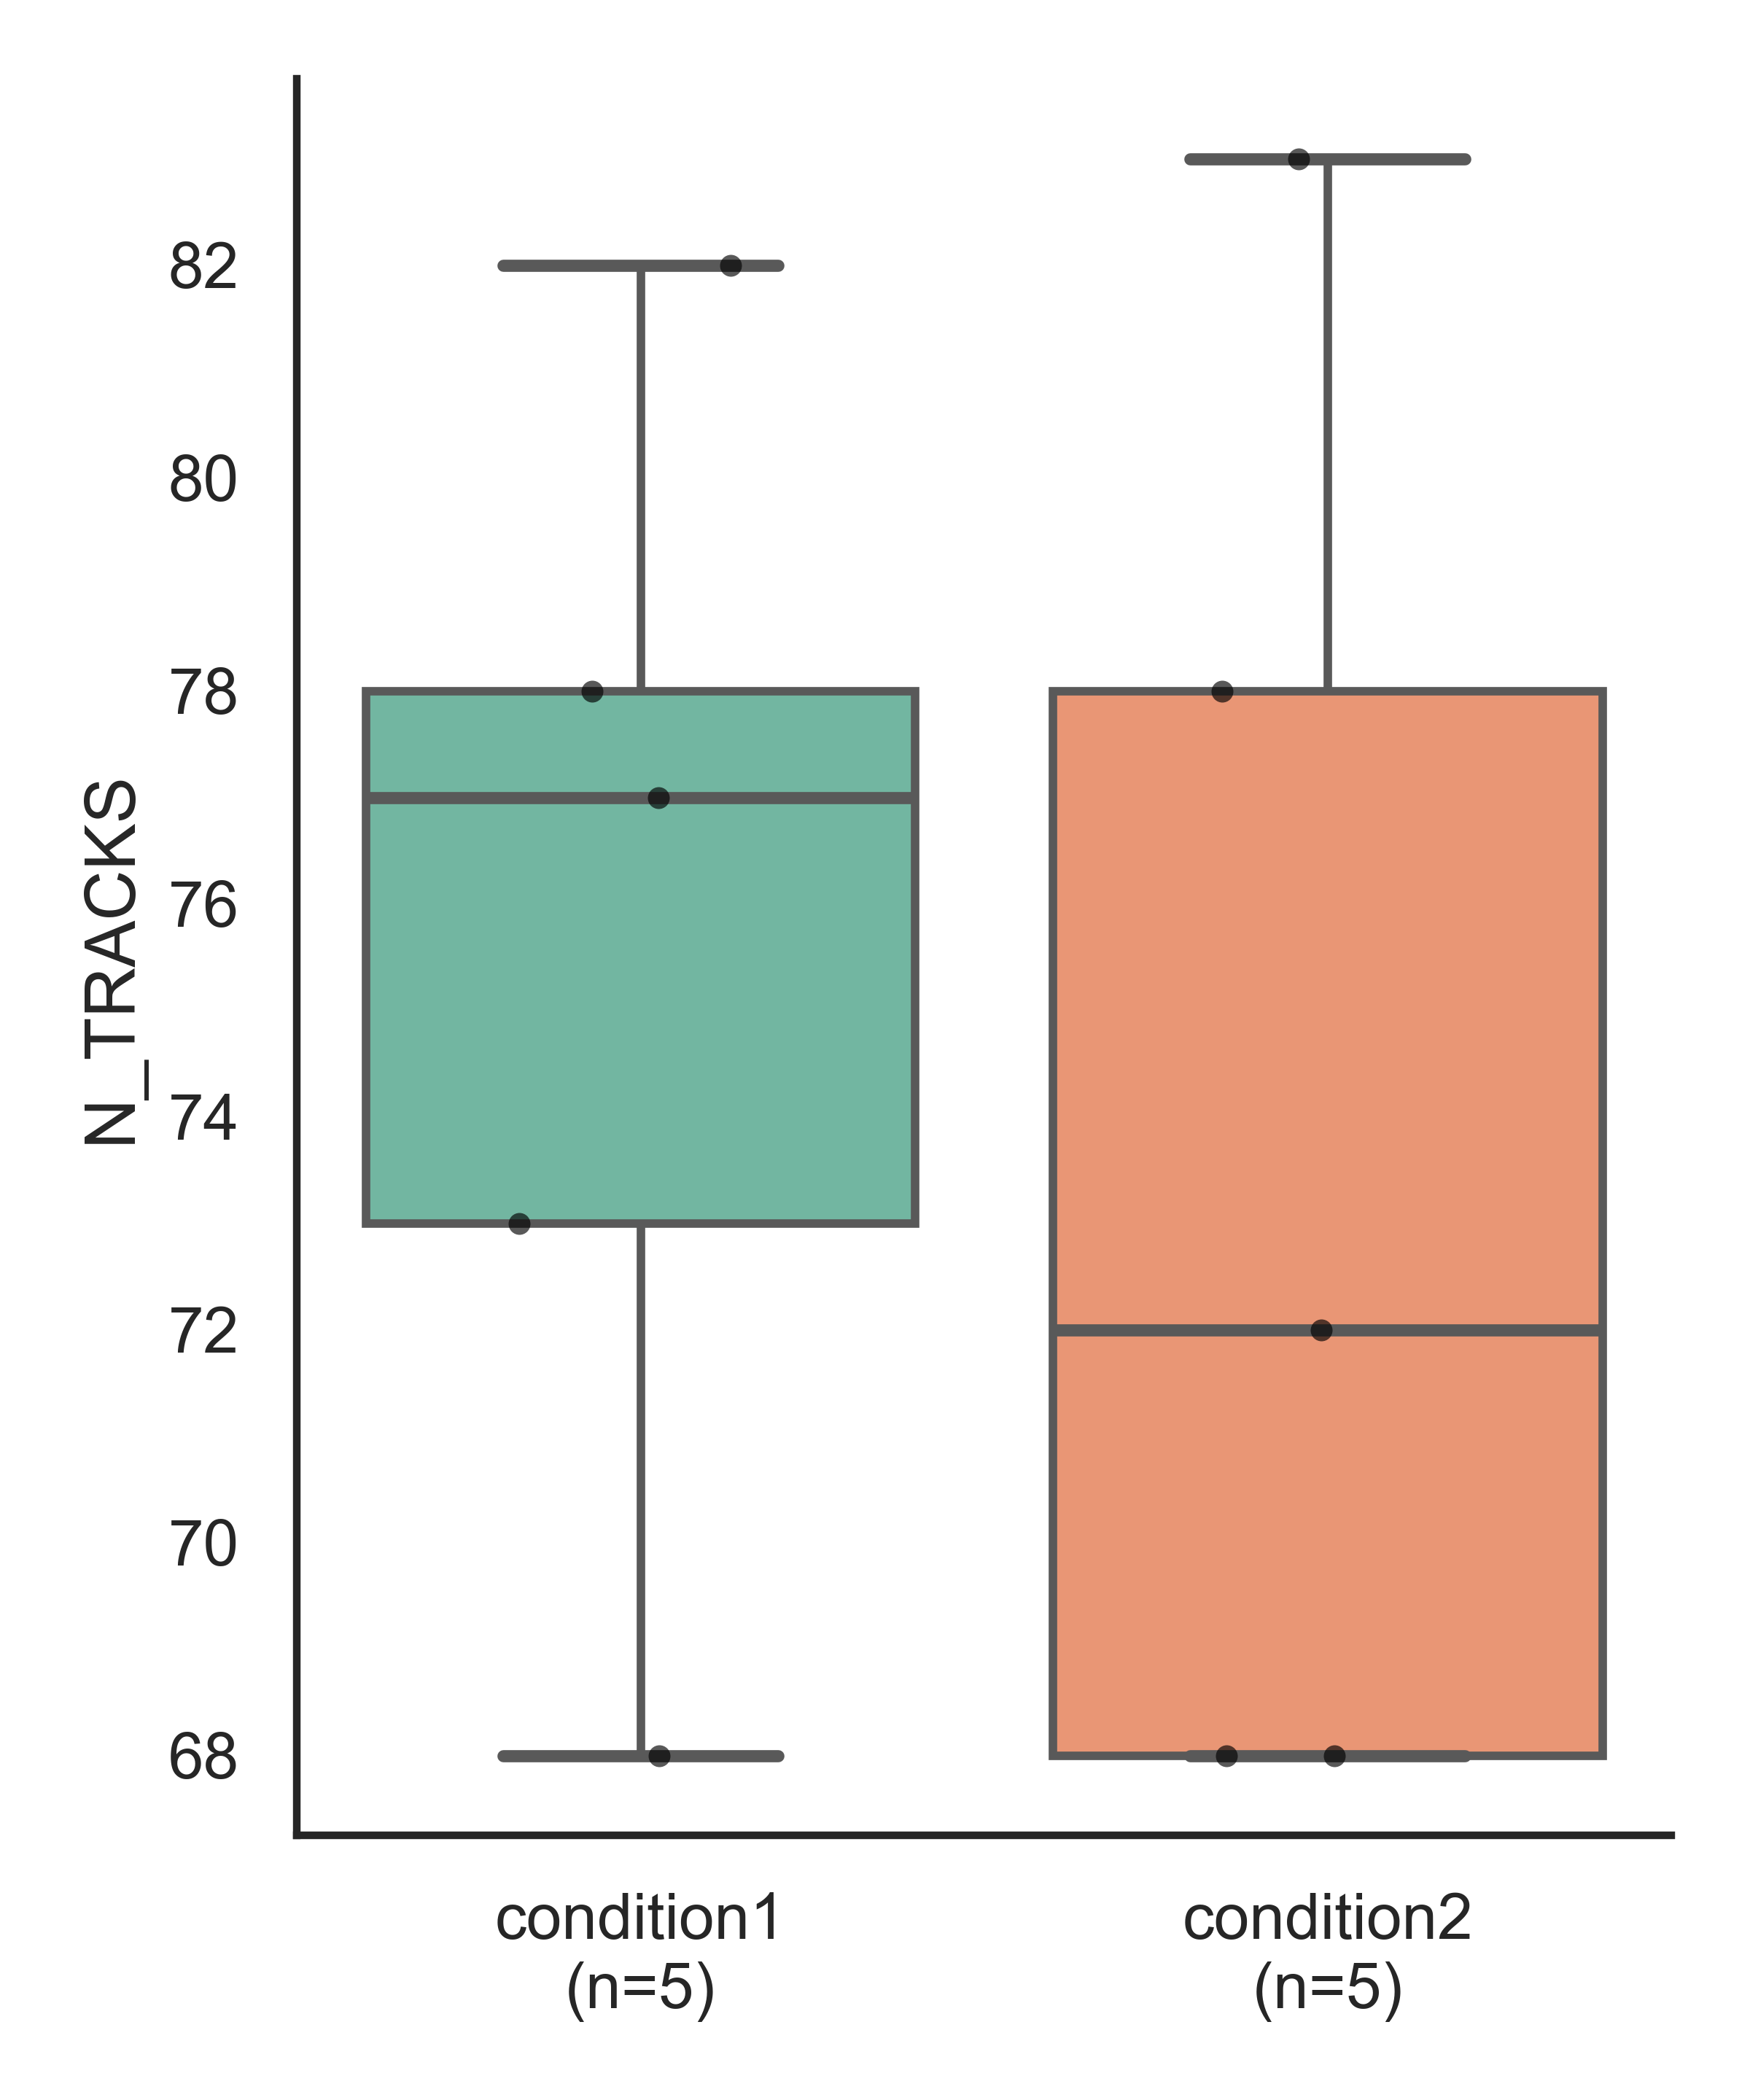 N_TRACKS
82
80
78
76
74
72
70
68
condition1
(n=5)
condition2
(n=5)